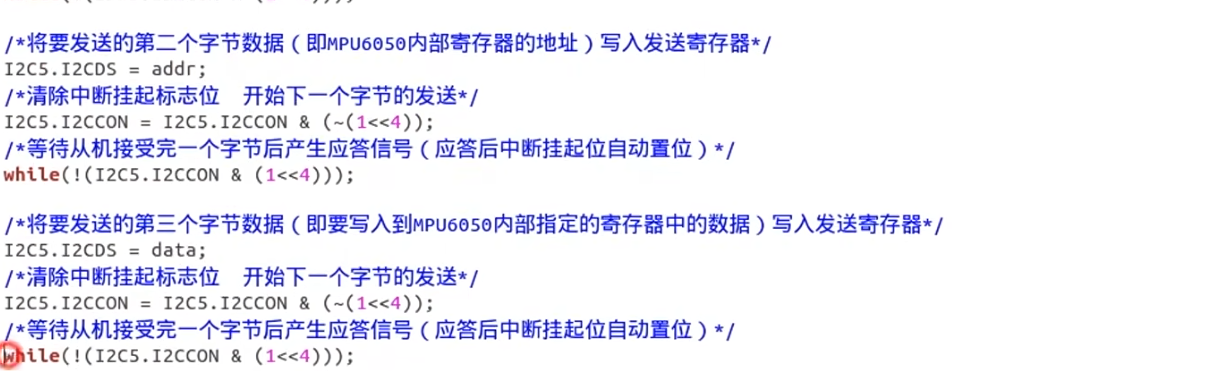 /*将要发送的第二个字节数据（即MPU6050内部寄存器的地址）写入发送寄存器*/
I2C5.I2CDS = addr;
/*清除中断挂起标志位  开始下一个字节的发送*/
I2C5.I2CCON = I2C5.I2CCON & (~(1<<4));
/*等待从机接受完一个字节后产生应答信号（应答后中断挂起位自动置位）*/
while(!(I2C5.I2CCON & (1<<4)));
/*将要发送的第三个字节数据（即要写入到MPU6050内部指定的寄存器中的数据）写入发送寄存器*/
I2C5.I2CDS = data;
/*清除中断挂起标志位  开始下一个字节的发送*/
I2C5.I2CCON = I2C5.I2CCON & (~(1<<4));
/*等待从机接受完一个字节后产生应答信号（应答后中断挂起位自动置位）*/
while(!(I2C5.I2CCON & (1<<4)));